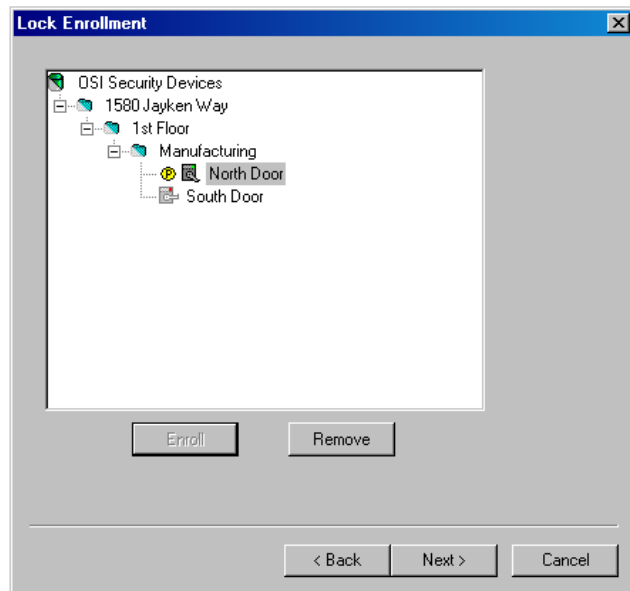 Lock Enrollment
OSI Security Devices
1580 Jayken Way
1st Floor
Manufacturing
P North Door
South Door
Enroll Remove
< Back Next > Cancel